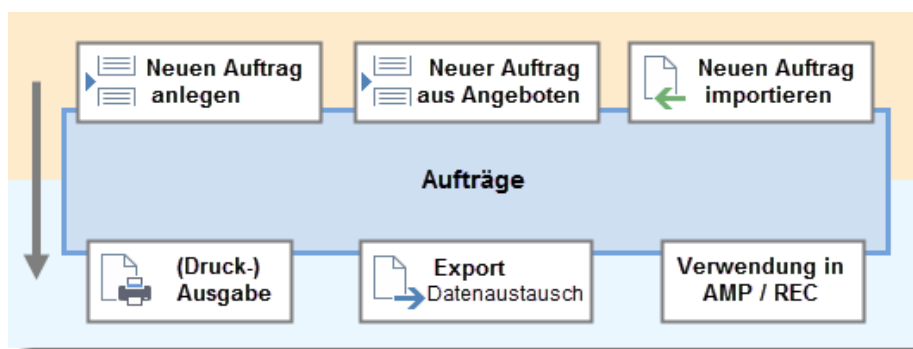 Neuen Auftrag
anlegen
Neuer Auftrag
aus Angeboten
Neuen Auftrag
importieren
Aufträge
(Druck-)
Ausgabe
Export
Datenaustausch
Verwendung in
AMP / REC